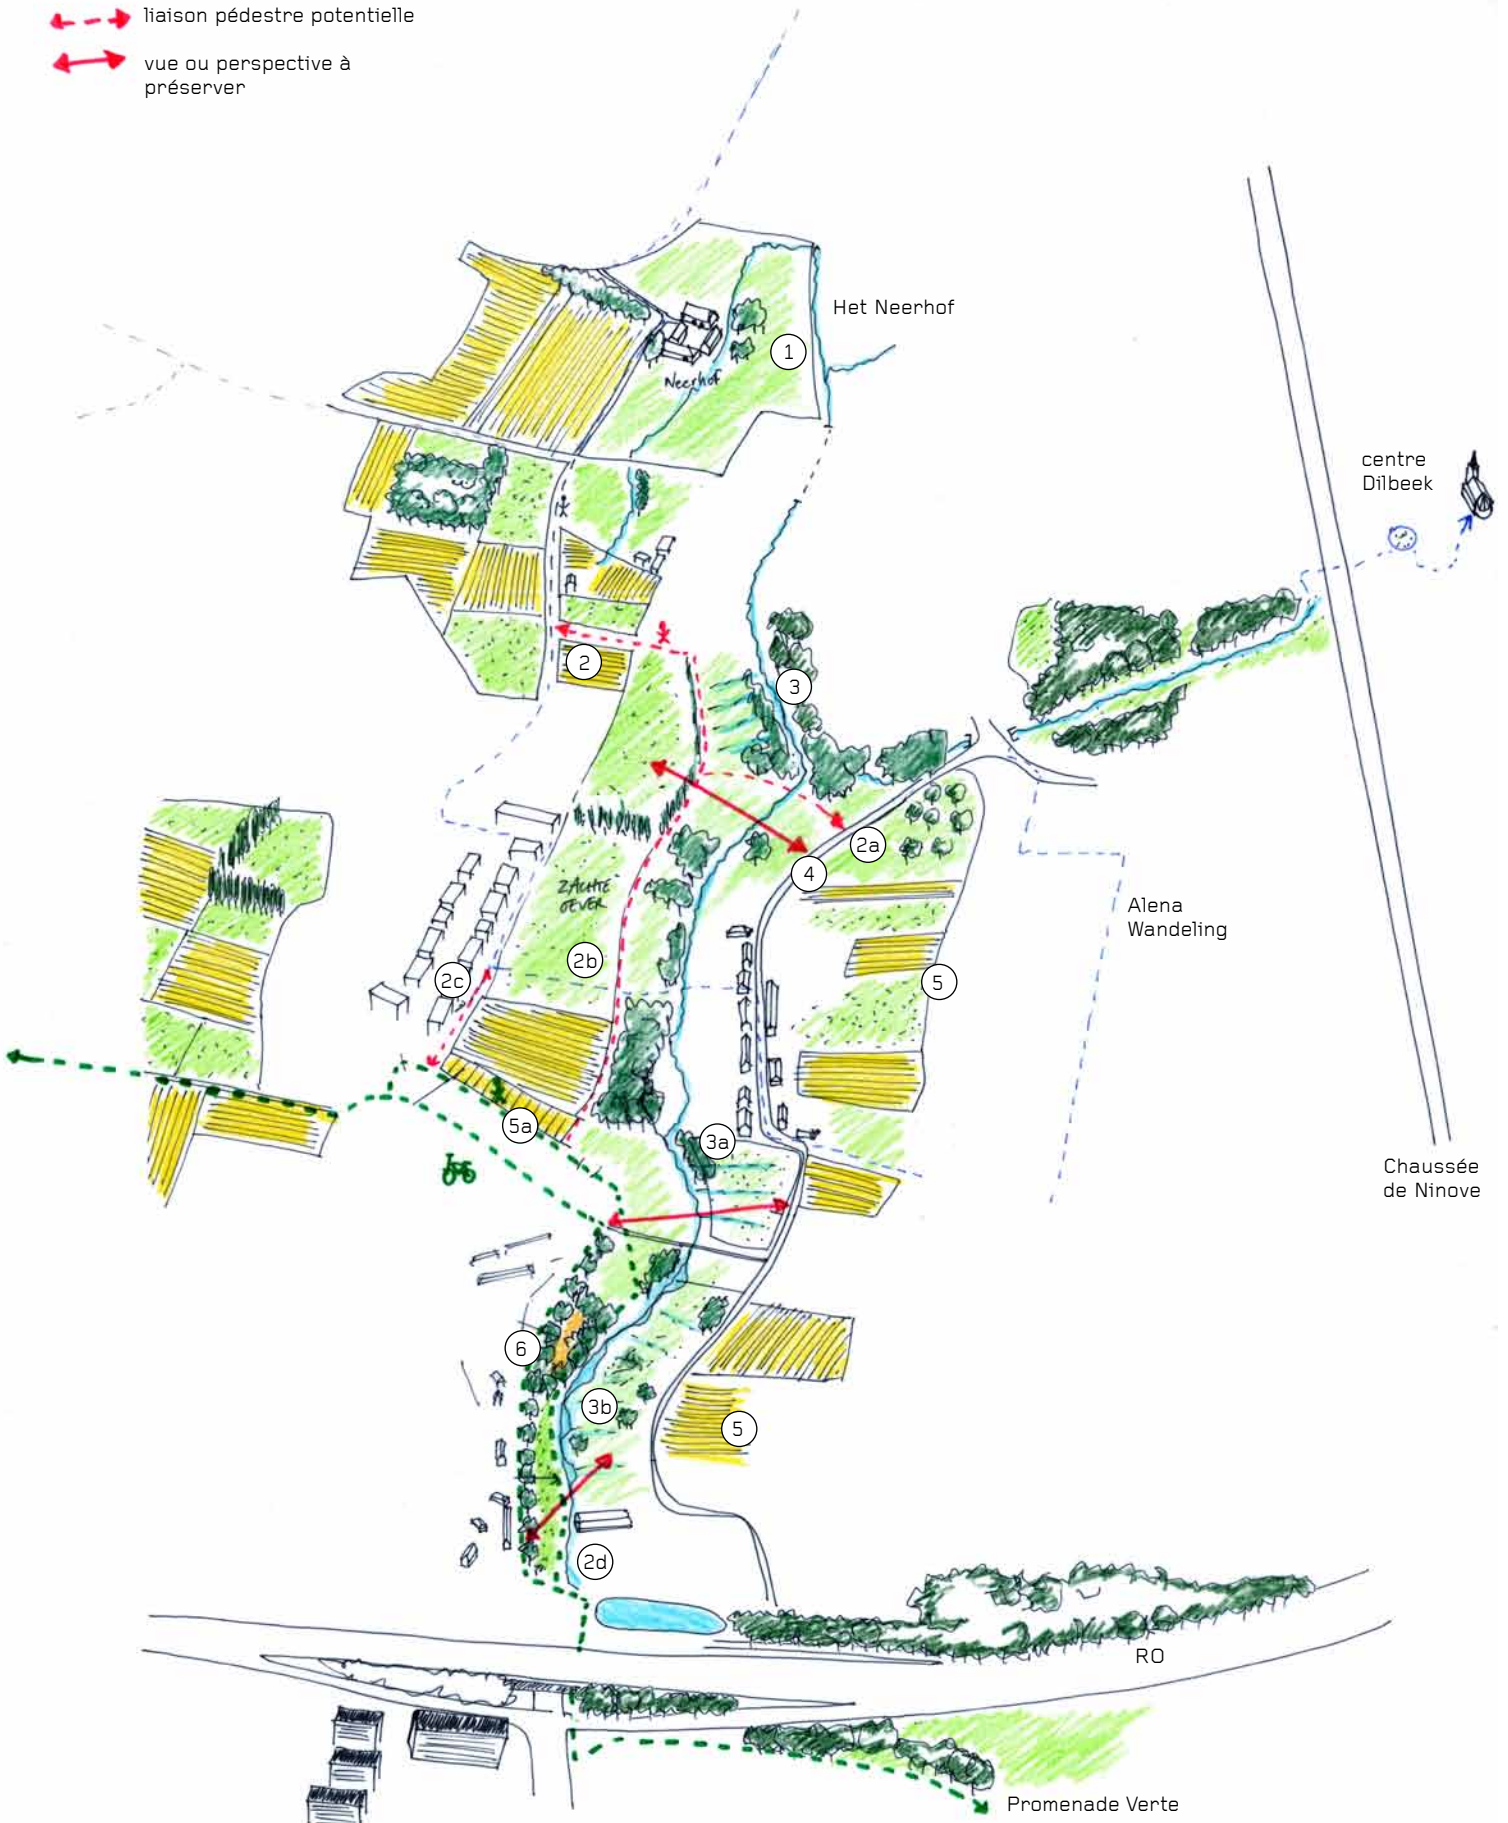 liaison pédestre potentielle
vue ou perspective à
préserver
Het Neerhof
1
Neerhof
centre
Dilbeek
2
3
2a
4
ZACHTE
OEVER
Alena
Wandeling
2b
2c
5
5a
3a
Chaussée
de Ninove
6
3b
5
2d
RO
Promenade Verte